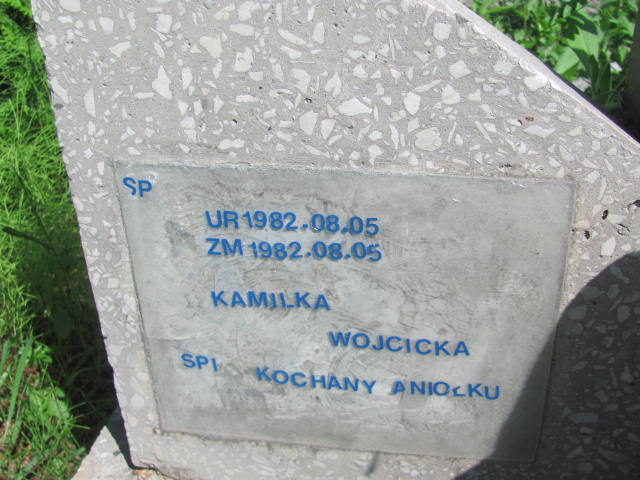 SP
UR 1982.08.05
ZM 1982.08.05
KAMILKA
WOJCICKA
SPI KOCHANY ANIOŁKU